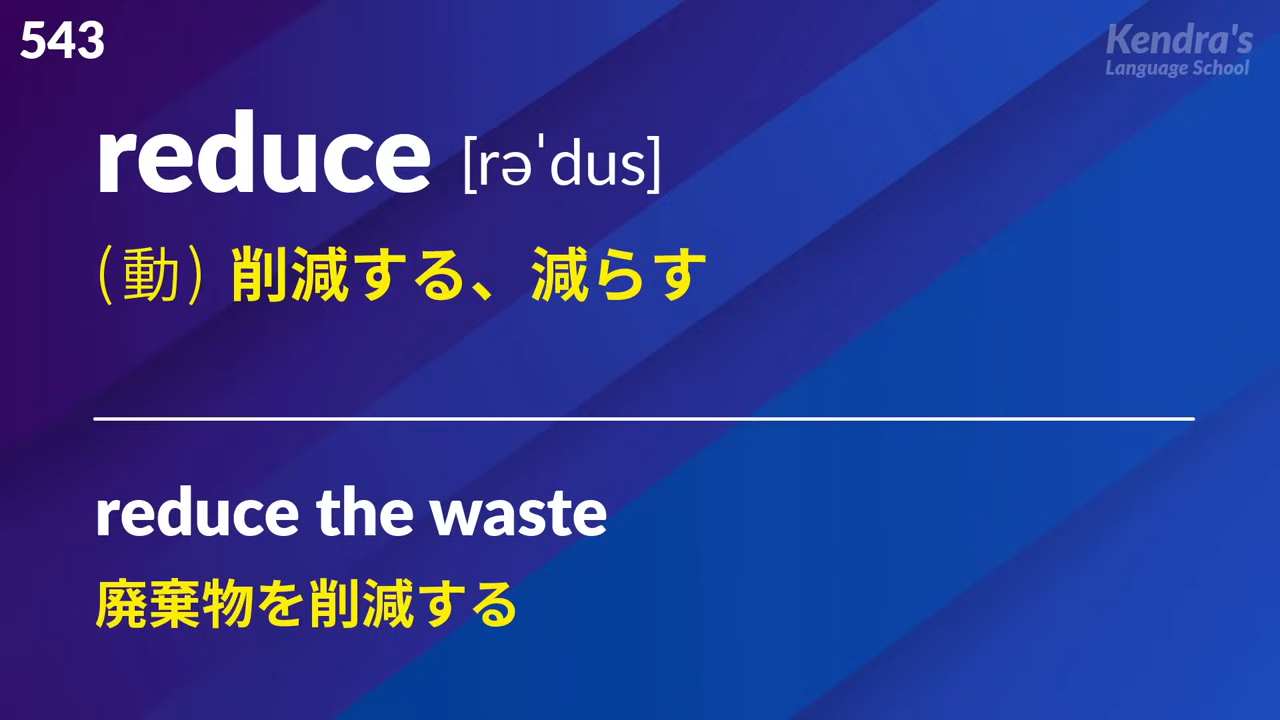 543
Kendra's
Language School
reduce [rəˈdus]
(動) 削減する、減らす
reduce the waste
廃棄物を削減する